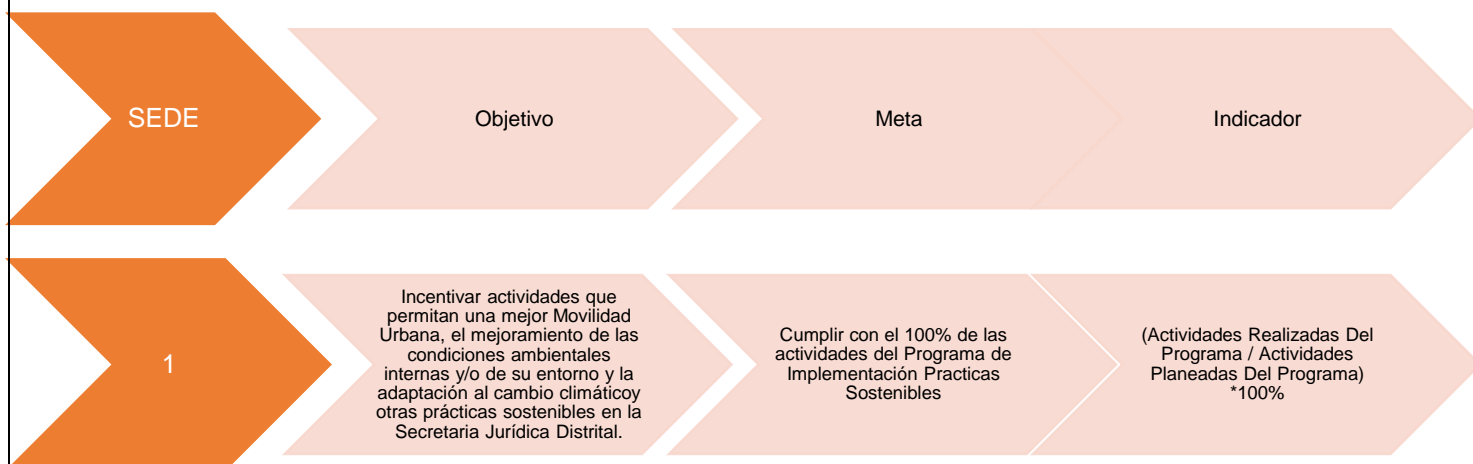 SEDE
Objetivo
Meta
Indicador
1
Incentivar actividades que
permitan una mejor Movilidad
Urbana, el mejoramiento de las
condiciones ambientales
internas y/o de su entorno y la
adaptación al cambio climáticoy
otras prácticas sostenibles en la
Secretaria Jurídica Distrital.
Cumplir con el 100% de las
actividades del Programa de
Implementación Practicas
Sostenibles
(Actividades Realizadas Del
Programa / Actividades
Planeadas Del Programa)
*100%